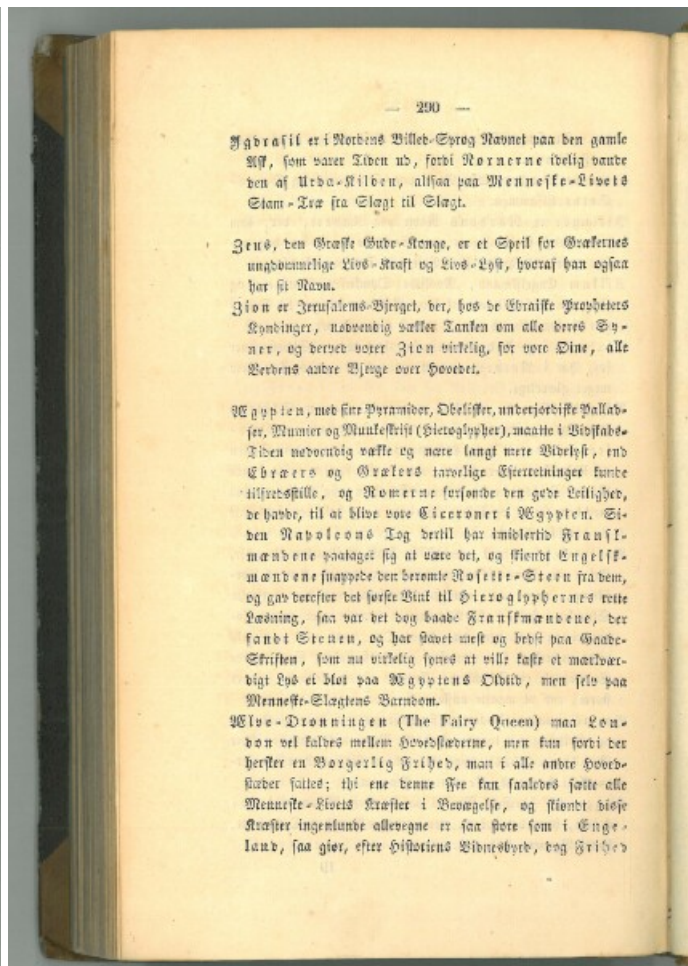 — 290 —
Ygdrasil er i Nordens Billed-Sprog Navnet paa den gamle
Ask, som varer Tiden ud, fordi Nornerne idelig vande
den af Urda-Kilden, altsaa paa Menneske-Livets
Stam-Træ fra Slægt til Slægt.
Zeus, den Græske Gude-Konge, er et Speil for Grækernes
ungdommelige Livs-Kraft og Livs-Lyst, hvoraf han ogsaa
har sit Navn.
Zion er Jerusalems-Bjerget, der, hos de Ebraiske Propheters
Kyndinger, nødvendig vækker Tanken om alle deres Sy-
ner, og derved voxer Zion virkelig, for vore Øine, alle
Verdens andre Bjerge over Hovedet.
Ægypten, med sine Pyramider, Obelisker, underjordiske Pallad-
ser, Mumier og Munkeskrift (Hieroglypher), maatte i Vidskabs-
Tiden nødvendig vække og nære langt mere Videlyst, end
Ebræers og Grækers tarvelige Efterretninger kunde
tilfredsstille, og Romerne forsømde den gode Leilighed,
de havde, til at blive vore Ciceroner i Ægypten. Si-
den Napoleons Tog dertil har imidlertid Fransk-
mændene paataget sig at være det, og skiøndt Engelsk-
mændene snappede den berømte Rosette-Steen fra dem,
og gav derefter det første Vink til Hieroglyphernes rette
Læsning, saa var det dog baade Franskmændene, der
fandt Stenen, og har stavet mest og bedst paa Gaade-
Skriften, som nu virkelig synes at ville kaste et mærkvær-
digt Lys ei blot paa Ægyptens Oldtid, men selv paa
Menneske-Slægtens Barndom.
Ælve-Dronningen (The Fairy Queen) maa Lon-
don vel kaldes mellem Hovedstæderne, men kun fordi der
hersker en Borgerlig Frihed, man i alle andre Hoved-
stæder fattes; thi ene denne Fee kan saaledes sætte alle
Menneske-Livets Kræfter i Bevægelse, og skiøndt disse
Kræfter ingenlunde allevegne er saa store som i Enge-
land, saa giør, efter Historiens Vidnesbyrd, dog Frihed